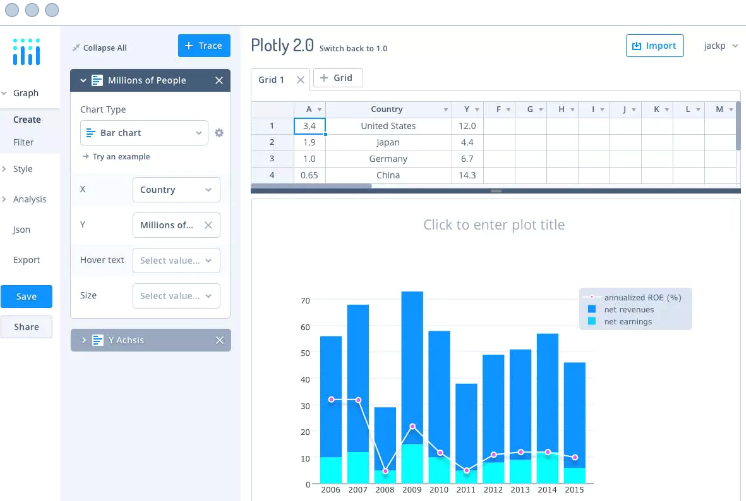 Collapse All
+ Trace
Plotly 2.0 Switch back to 1.0
Import
jackp
Graph
Create
Filter
Style
Analysis
Json
Export
Save
Share
Millions of People
Chart Type
Bar chart
Try an example
X Country
Y Millions of...
Hover text Select value...
Size Select value...
Y Achsis
Grid 1
+ Grid
A Country Y F G H I J K L M
1 3,4 United States 12.0
2 1.9 Japan 4.4
3 1.0 Germany 6.7
4 0.65 China 14.3
Click to enter plot title
annualized ROE (%)
net revenues
net earnings
70
60
50
40
30
20
10
0
2006 2007 2008 2009 2010 2011 2012 2013 2014 2015